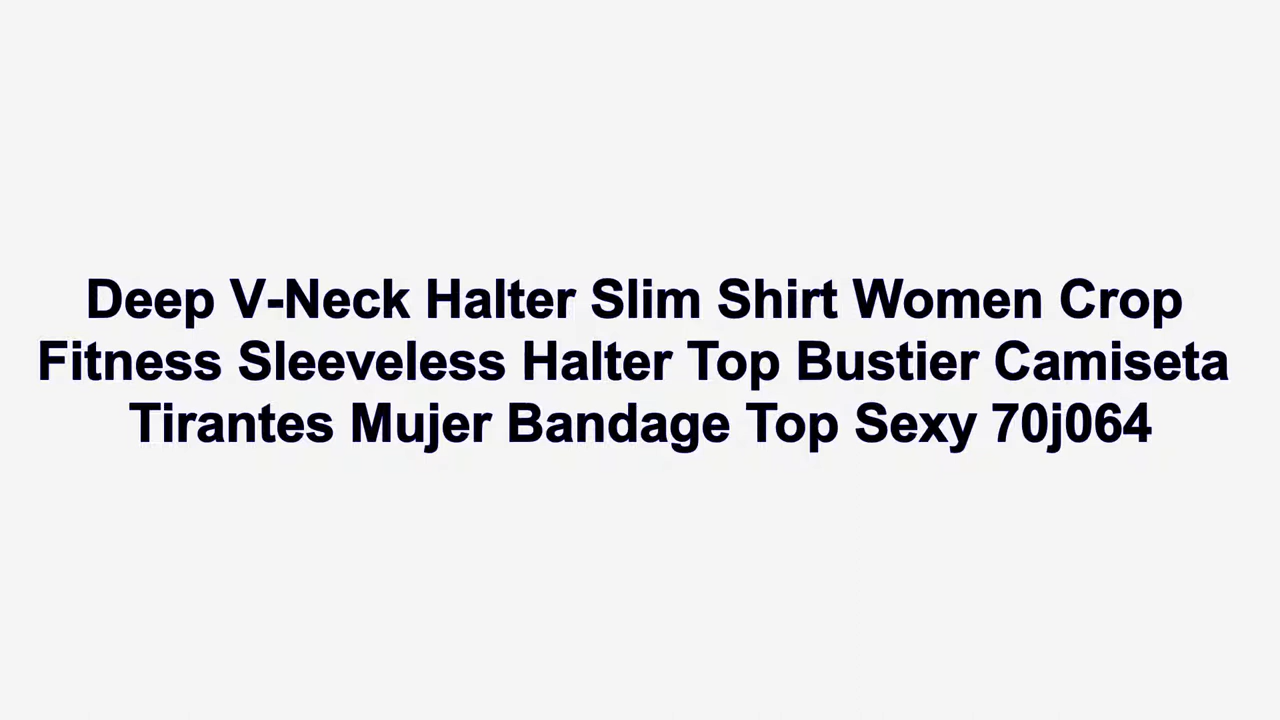 Deep V-Neck Halter Slim Shirt Women Crop
Fitness Sleeveless Halter Top Bustier Camiseta
Tirantes Mujer Bandage Top Sexy 70j064